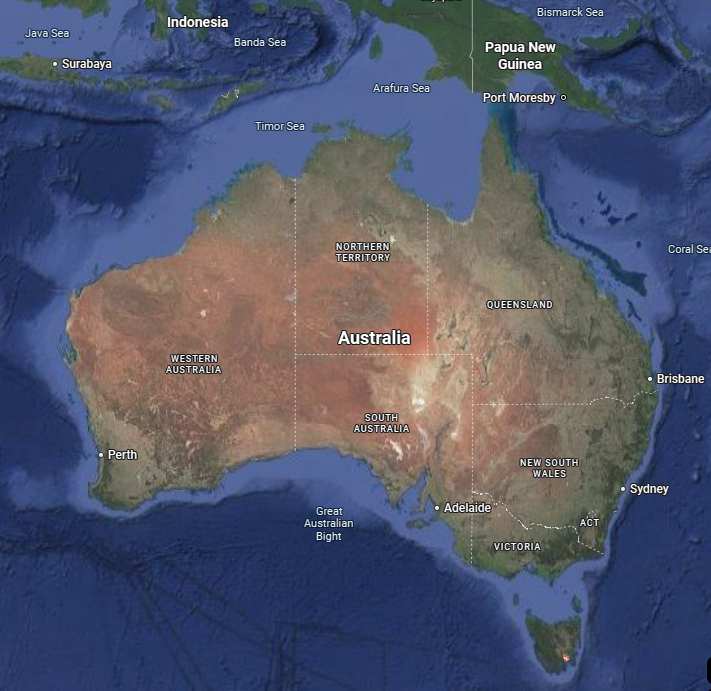 Indonesia
Bismarck Sea
Java Sea
Banda Sea
Papua New
Guinea
Surabaya
Arafura Sea
Port Moresby
Timor Sea
NORTHERN
TERRITORY
Coral Sea
QUEENSLAND
Australia
WESTERN
AUSTRALIA
Brisbane
SOUTH
AUSTRALIA
Perth
NEW SOUTH
WALES
Sydney
Adelaide
Great
Australian
Bight
ACT
VICTORIA